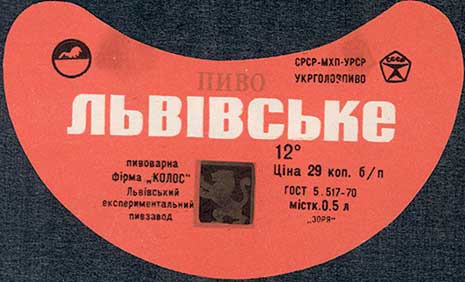 СРСР-МХП-УРСР
УКРГОЛОВПИВО
ПИВО
ЛЬВІВСЬКЕ
пивоварна
фірма „КОЛОС"
Львівський
експериментальний
пивзавод
12°
Ціна 29 коп. б/п
ГОСТ 5.517-70
містк. 0.5 л
„ЗОРЯ"